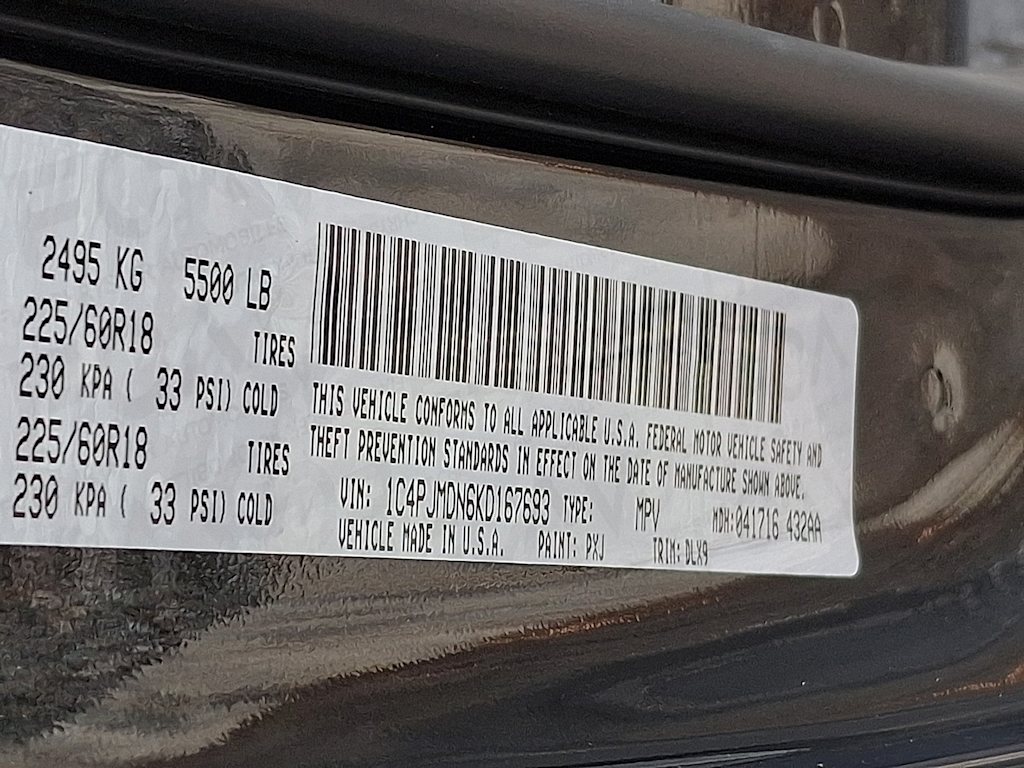 2495 KG 5500 LB
225/60R18 TIRES
230 KPA ( 33 PSI) COLD
225/60R18 TIRES
230 KPA ( 33 PSI) COLD
THIS VEHICLE CONFORMS TO ALL APPLICABLE U.S.A. FEDERAL MOTOR VEHICLE SAFETY AND
THEFT PREVENTION STANDARDS IN EFFECT ON THE DATE OF MANUFACTURE SHOWN ABOVE.
VIN: 1C4PJMDN6KD167693 TYPE: MPV MDH:041716 432AA
VEHICLE MADE IN U.S.A. PAINT: PXJ TRIM: DLX9